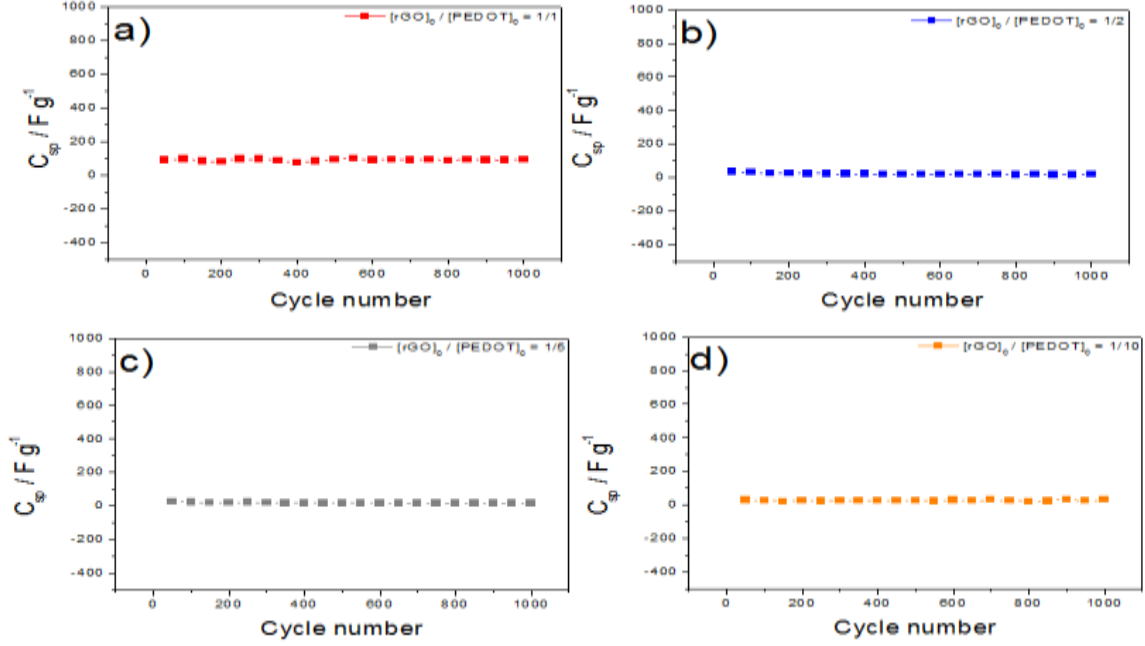 a)
[rGO]₀ / [PEDOT]₀ = 1/1
1000
800
600
400
200
0
-200
-400
C_sp / F g⁻¹
0 200 400 600 800 1000
Cycle number
b)
[rGO]₀ / [PEDOT]₀ = 1/2
1000
800
600
400
200
0
-200
-400
C_sp / F g⁻¹
0 200 400 600 800 1000
Cycle number
c)
[rGO]₀ / [PEDOT]₀ = 1/5
1000
800
600
400
200
0
-200
-400
C_sp / F g⁻¹
0 200 400 600 800 1000
Cycle number
d)
[rGO]₀ / [PEDOT]₀ = 1/10
1000
800
600
400
200
0
-200
-400
C_sp / F g⁻¹
0 200 400 600 800 1000
Cycle number